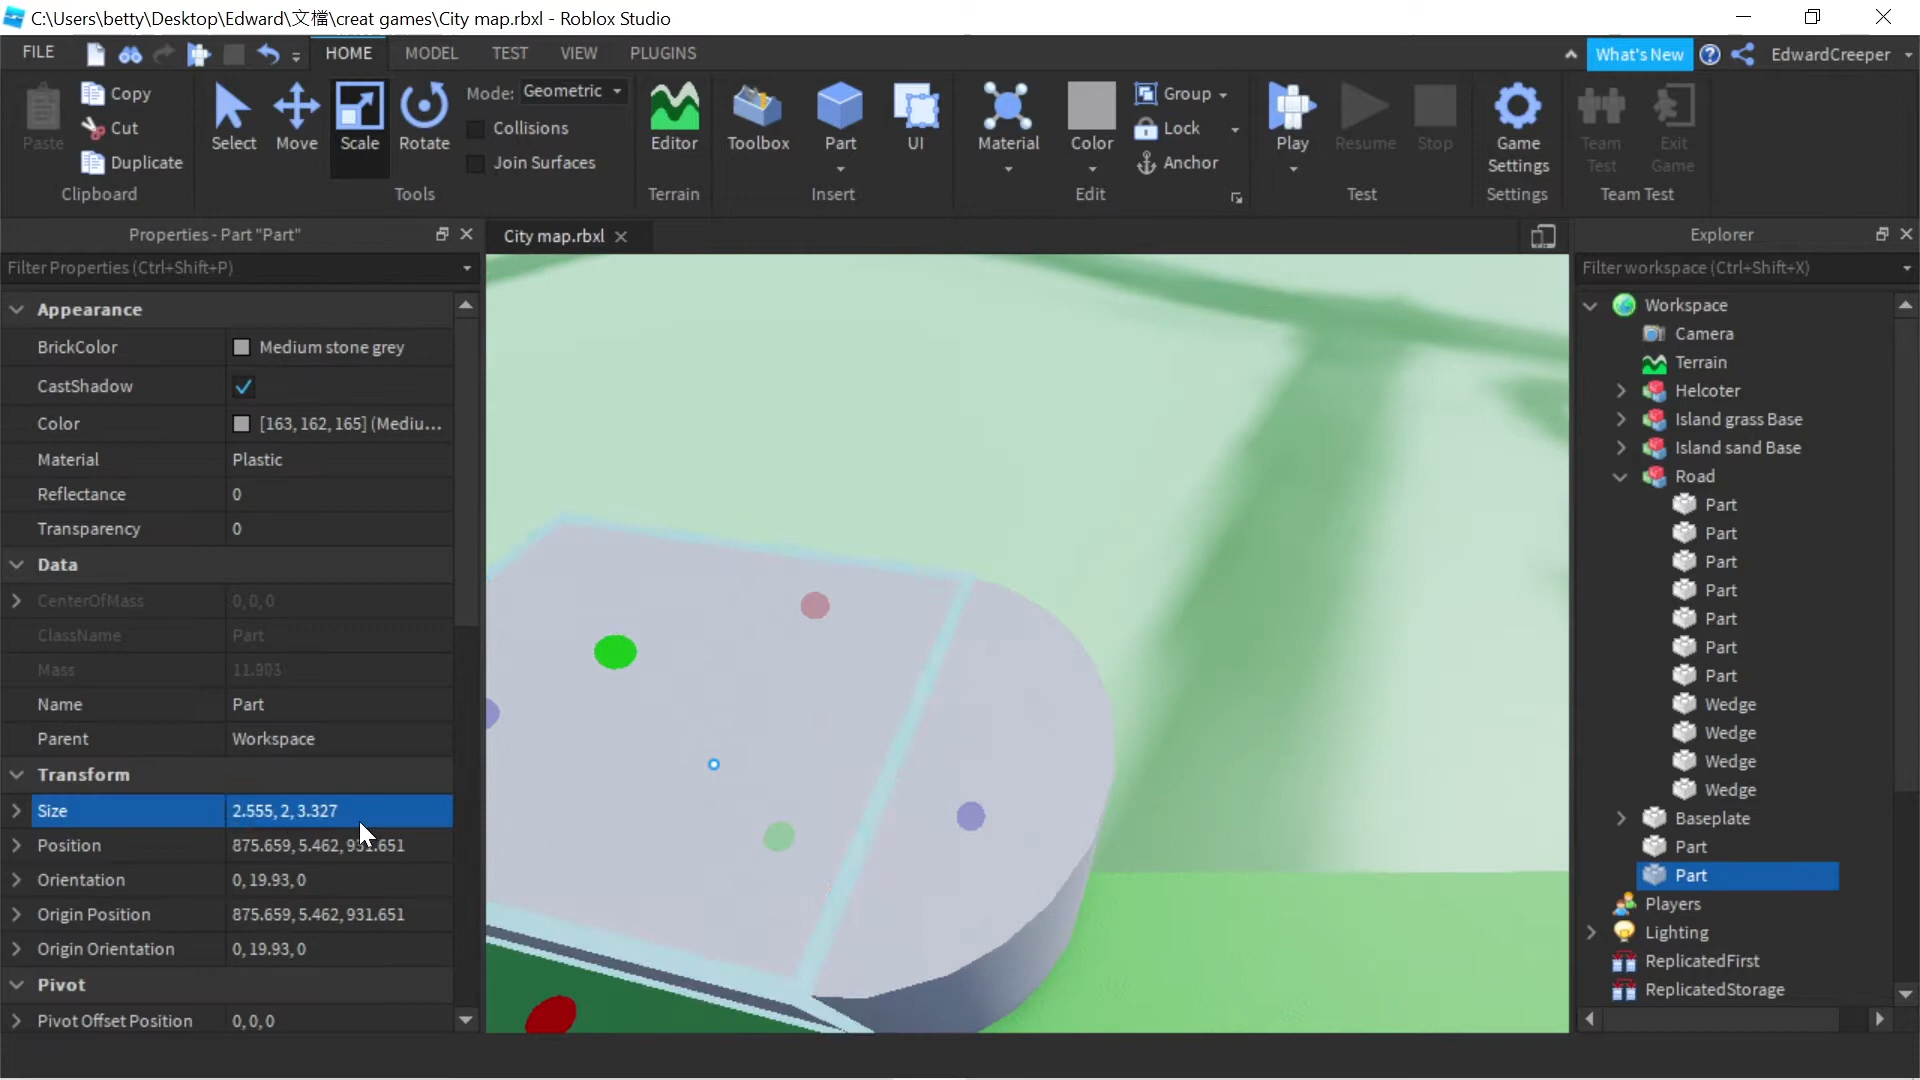 C:\Users\betty\Desktop\Edward\文檔\creat games\City map.rbxl - Roblox Studio
FILE HOME MODEL TEST VIEW PLUGINS What's New EdwardCreeper
Paste Copy Cut Duplicate
Clipboard
Select Move Scale Rotate
Mode: Geometric
Collisions
Join Surfaces
Tools
Editor
Terrain
Toolbox Part UI
Insert
Material Color
Group
Lock
Anchor
Edit
Play Resume Stop
Test
Game Settings
Settings
Team Test Exit Game
Team Test
Properties - Part "Part"
Filter Properties (Ctrl+Shift+P)
Appearance
BrickColor Medium stone grey
CastShadow
Color [163, 162, 165] (Mediu...
Material Plastic
Reflectance 0
Transparency 0
Data
CenterOfMass 0, 0, 0
ClassName Part
Mass 11.903
Name Part
Parent Workspace
Transform
Size 2.555, 2, 3.327
Position 875.659, 5.462, 931.651
Orientation 0, 19.93, 0
Origin Position 875.659, 5.462, 931.651
Origin Orientation 0, 19.93, 0
Pivot
Pivot Offset Position 0, 0, 0
City map.rbxl
Explorer
Filter workspace (Ctrl+Shift+X)
Workspace
Camera
Terrain
Helcoter
Island grass Base
Island sand Base
Road
Part
Part
Part
Part
Part
Part
Part
Wedge
Wedge
Wedge
Wedge
Baseplate
Part
Part
Players
Lighting
ReplicatedFirst
ReplicatedStorage